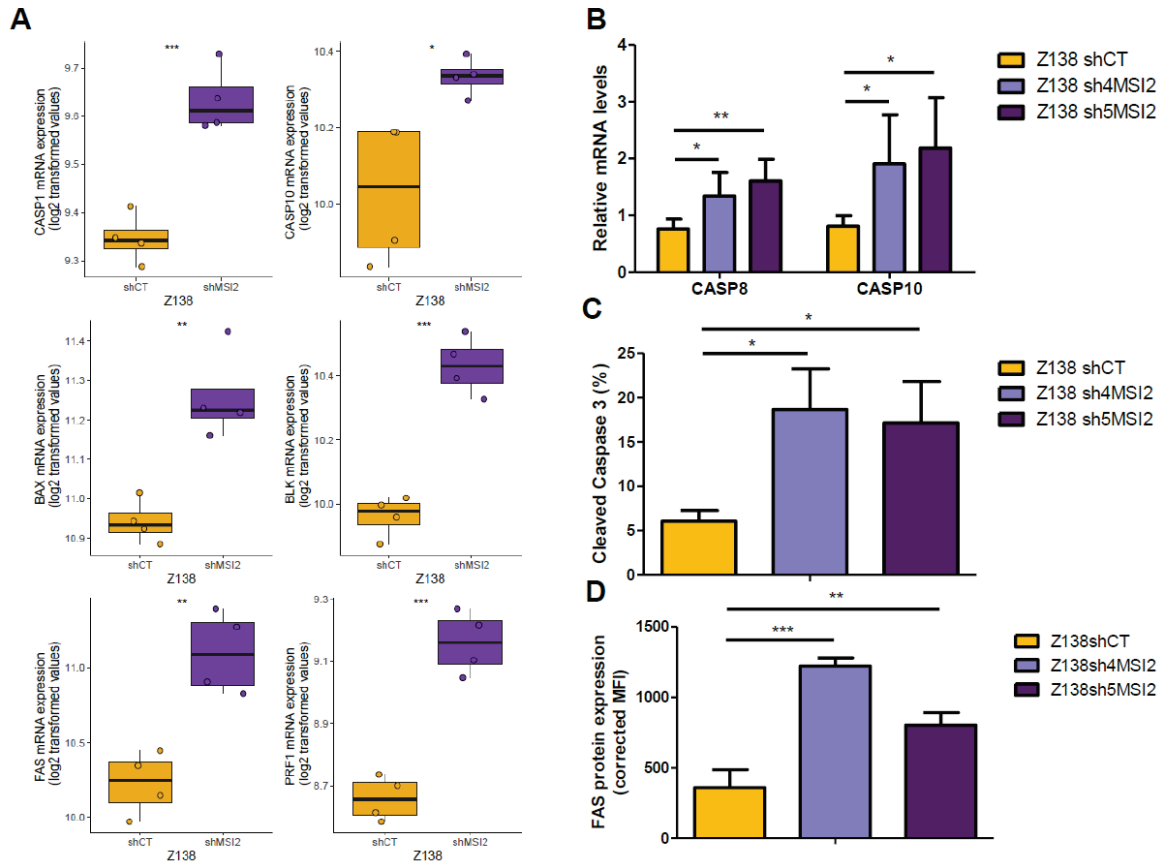 A
CASP1 mRNA expression
(log2 transformed values)
9.7
9.6
9.5
9.4
9.3
***
shCT
shMSI2
Z138
CASP10 mRNA expression
(log2 transformed values)
10.4
10.2
10.0
*
shCT
shMSI2
Z138
BAX mRNA expression
(log2 transformed values)
11.4
11.3
11.2
11.1
11.0
10.9
**
shCT
shMSI2
Z138
BLK mRNA expression
(log2 transformed values)
10.4
10.2
10.0
***
shCT
shMSI2
Z138
FAS mRNA expression
(log2 transformed values)
11.0
10.5
10.0
**
shCT
shMSI2
Z138
PRF1 mRNA expression
(log2 transformed values)
9.3
9.1
8.9
8.7
***
shCT
shMSI2
Z138
B
Relative mRNA levels
4
3
2
1
0
*
**
*
*
CASP8
CASP10
Z138 shCT
Z138 sh4MSI2
Z138 sh5MSI2
C
Cleaved Caspase 3 (%)
25
20
15
10
5
0
*
*
Z138 shCT
Z138 sh4MSI2
Z138 sh5MSI2
D
FAS protein expression
(corrected MFI)
1500
1000
500
0
***
**
Z138shCT
Z138sh4MSI2
Z138sh5MSI2